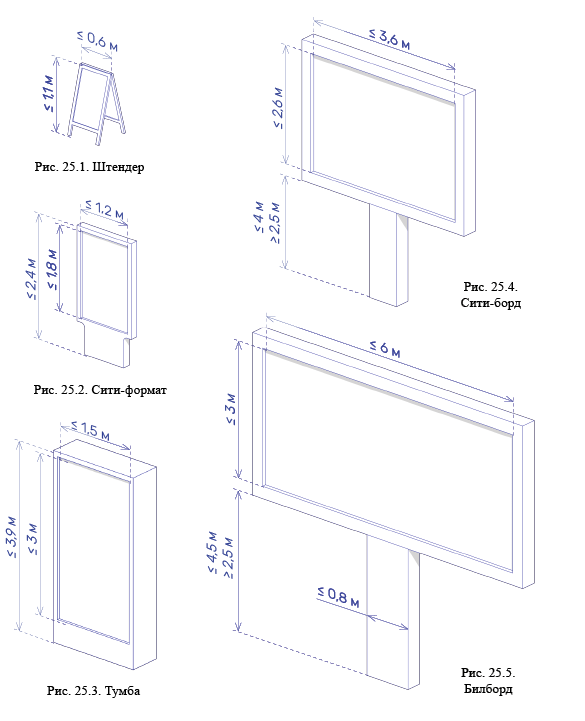 ≤ 0,6 м
≤ 1,1 м
Рис. 25.1. Штендер
≤ 1,2 м
≤ 2,4 м
≤ 1,8 м
Рис. 25.2. Сити-формат
≤ 1,5 м
≤ 3,9 м
≤ 3 м
Рис. 25.3. Тумба
≤ 3,6 м
≤ 2,6 м
≤ 4 м
≥ 2,5 м
Рис. 25.4.
Сити-борд
≤ 6 м
≤ 3 м
≤ 4,5 м
≥ 2,5 м
≤ 0,8 м
Рис. 25.5.
Билборд